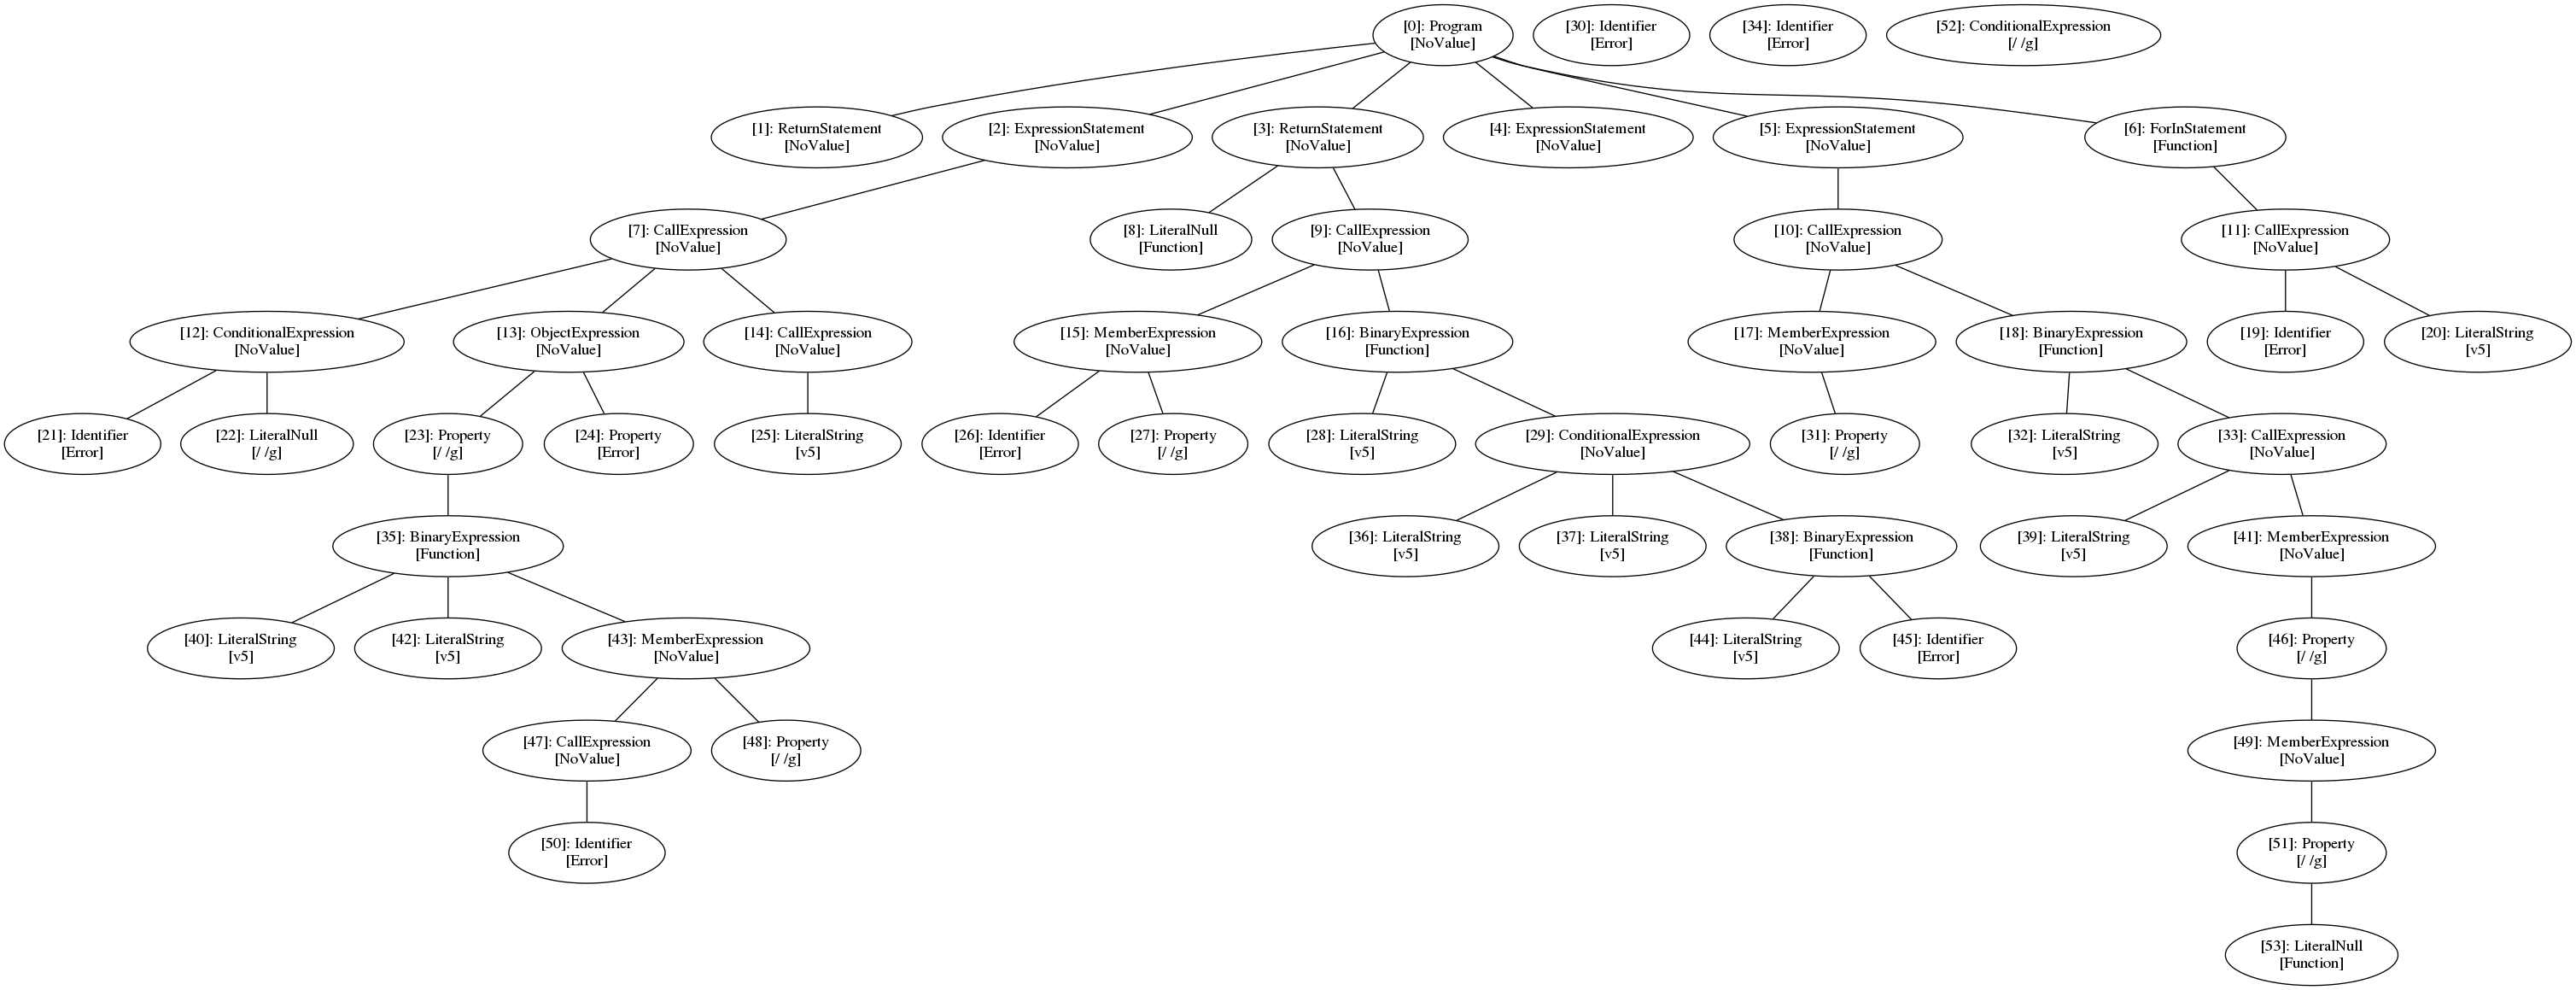 [0]: Program
[NoValue]
[30]: Identifier
[Error]
[34]: Identifier
[Error]
[52]: ConditionalExpression
[/ /g]
[1]: ReturnStatement
[NoValue]
[2]: ExpressionStatement
[NoValue]
[3]: ReturnStatement
[NoValue]
[4]: ExpressionStatement
[NoValue]
[5]: ExpressionStatement
[NoValue]
[6]: ForInStatement
[Function]
[7]: CallExpression
[NoValue]
[8]: LiteralNull
[Function]
[9]: CallExpression
[NoValue]
[10]: CallExpression
[NoValue]
[11]: CallExpression
[NoValue]
[12]: ConditionalExpression
[NoValue]
[13]: ObjectExpression
[NoValue]
[14]: CallExpression
[NoValue]
[15]: MemberExpression
[NoValue]
[16]: BinaryExpression
[Function]
[17]: MemberExpression
[NoValue]
[18]: BinaryExpression
[Function]
[19]: Identifier
[Error]
[20]: LiteralString
[v5]
[21]: Identifier
[Error]
[22]: LiteralNull
[/ /g]
[23]: Property
[/ /g]
[24]: Property
[Error]
[25]: LiteralString
[v5]
[26]: Identifier
[Error]
[27]: Property
[/ /g]
[28]: LiteralString
[v5]
[29]: ConditionalExpression
[NoValue]
[31]: Property
[/ /g]
[32]: LiteralString
[v5]
[33]: CallExpression
[NoValue]
[35]: BinaryExpression
[Function]
[36]: LiteralString
[v5]
[37]: LiteralString
[v5]
[38]: BinaryExpression
[Function]
[39]: LiteralString
[v5]
[41]: MemberExpression
[NoValue]
[40]: LiteralString
[v5]
[42]: LiteralString
[v5]
[43]: MemberExpression
[NoValue]
[44]: LiteralString
[v5]
[45]: Identifier
[Error]
[46]: Property
[/ /g]
[47]: CallExpression
[NoValue]
[48]: Property
[/ /g]
[49]: MemberExpression
[NoValue]
[50]: Identifier
[Error]
[51]: Property
[/ /g]
[53]: LiteralNull
[Function]